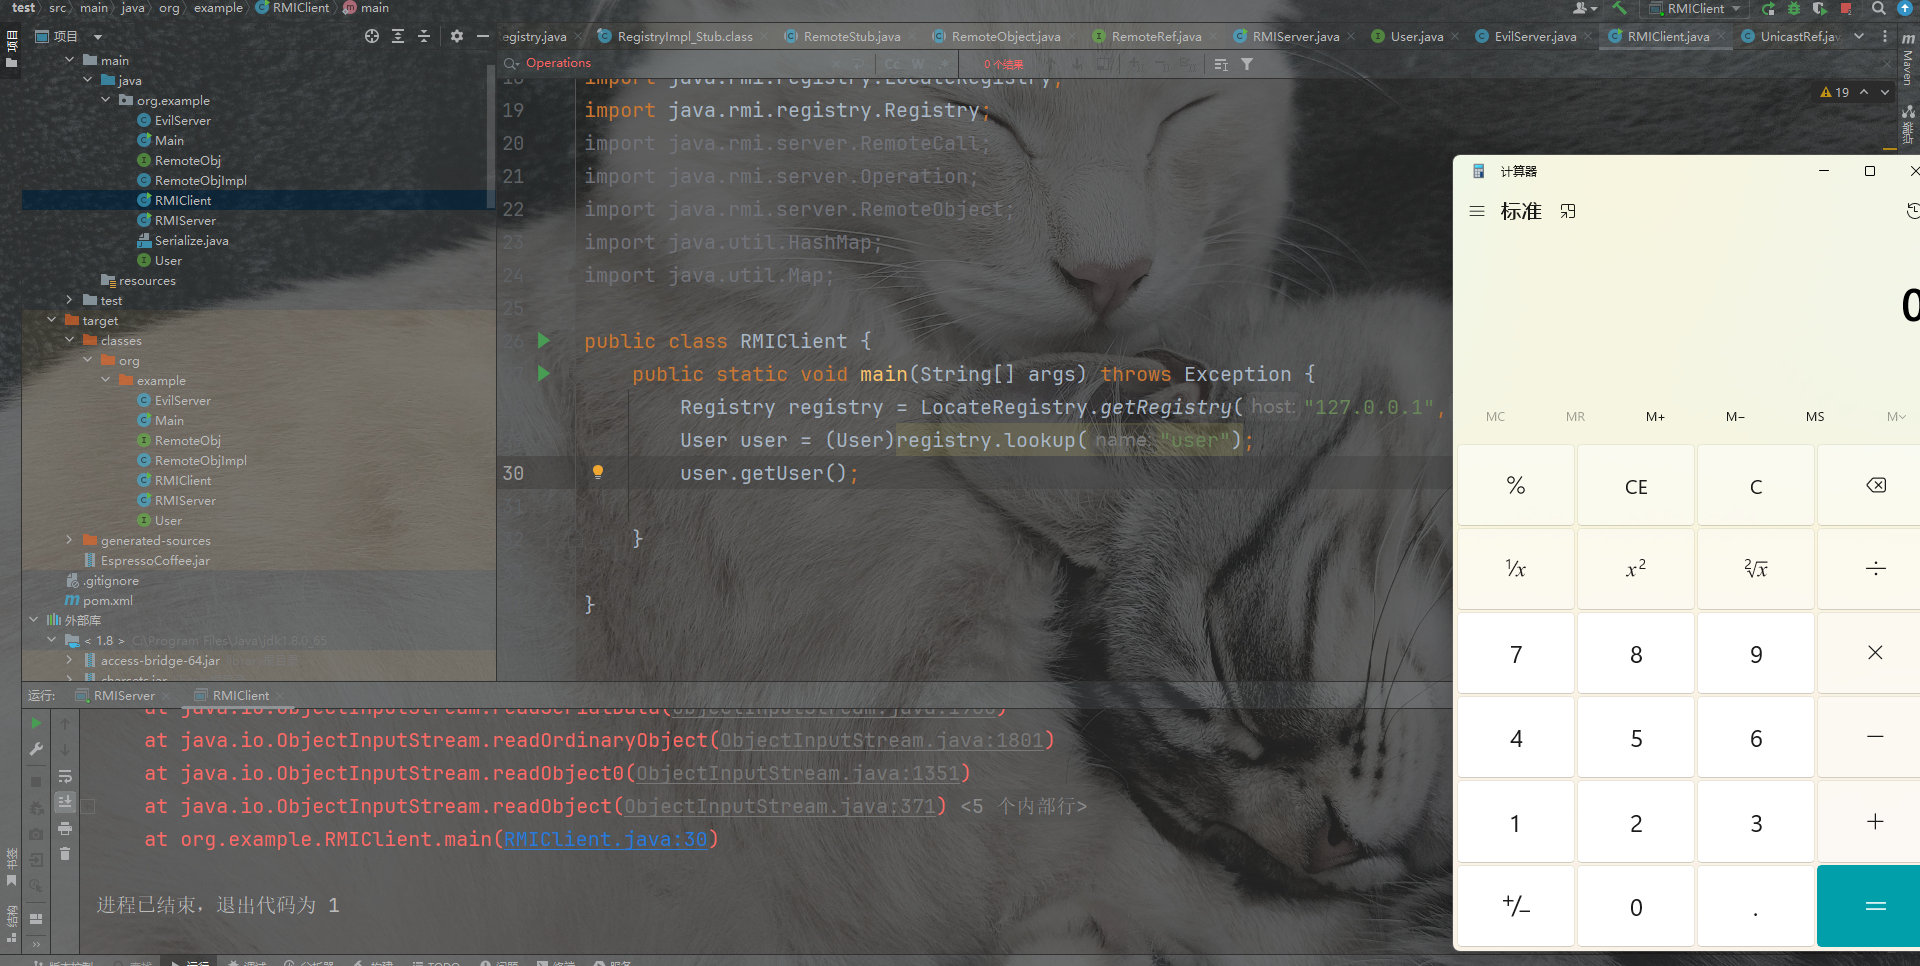 test src main java org example RMIClient main
RMIClient
项目
项目
egistry.java RegistryImpl_Stub.class RemoteStub.java RemoteObject.java RemoteRef.java RMIServer.java User.java EvilServer.java RMIClient.java UnicastRef.jav
Operations
Cc W
0 个结果
main
java
org.example
EvilServer
Main
RemoteObj
RemoteObjImpl
RMIClient
RMIServer
Serialize.java
User
resources
test
target
classes
org
example
EvilServer
Main
RemoteObj
RemoteObjImpl
RMIClient
RMIServer
User
generated-sources
EspressoCoffee.jar
.gitignore
pom.xml
外部库
< 1.8 > C:\Program Files\Java\jdk1.8.0_65
access-bridge-64.jar
charsets.jar
18 import java.rmi.registry.LocateRegistry;
19 import java.rmi.registry.Registry;
20 import java.rmi.server.RemoteCall;
21 import java.rmi.server.Operation;
22 import java.rmi.server.RemoteObject;
23 import java.util.HashMap;
24 import java.util.Map;
25
26 public class RMIClient {
public static void main(String[] args) throws Exception {
Registry registry = LocateRegistry.getRegistry( host: "127.0.0.1",
User user = (User)registry.lookup( name: "user");
30 user.getUser();
31
}
}
19
Maven
计算器
标准
0
MC MR M+ M− MS M
% CE C
⅟x x² ²√x ÷
7 8 9 ×
4 5 6 −
1 2 3 +
+/− 0 . =
运行: RMIServer RMIClient
at java.io.ObjectInputStream.readSerialData(ObjectInputStream.java:1900)
at java.io.ObjectInputStream.readOrdinaryObject(ObjectInputStream.java:1801)
at java.io.ObjectInputStream.readObject0(ObjectInputStream.java:1351)
at java.io.ObjectInputStream.readObject(ObjectInputStream.java:371) <5 个内部行>
at org.example.RMIClient.main(RMIClient.java:30)
进程已结束，退出代码为 1
书签
结构
版本控制 查找 运行 调试 分析器 构建 TODO 问题 终端 服务